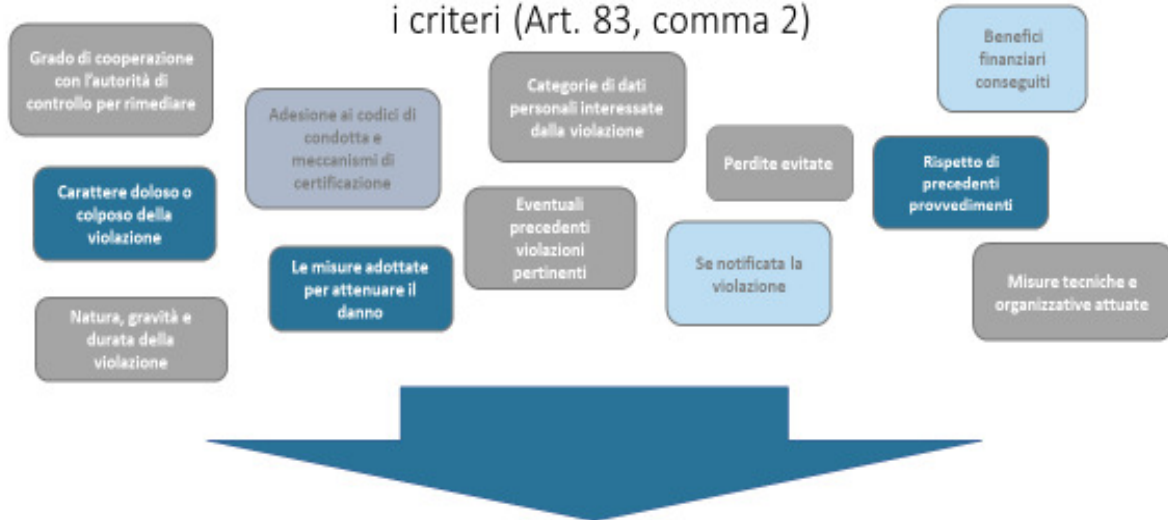 i criteri (Art. 83, comma 2)
Grado di cooperazione
con l'autorità di
controllo per rimediare
Adesione ai codici di
condotta e
meccanismi di
certificazione
Categorie di dati
personali interessate
dalla violazione
Benefici
finanziari
conseguiti
Perdite evitate
Rispetto di
precedenti
provvedimenti
Carattere doloso o
colposo della
violazione
Eventuali
precedenti
violazioni
pertinenti
Le misure adottate
per attenuare il
danno
Se notificata la
violazione
Misure tecniche e
organizzative attuate
Natura, gravità e
durata della
violazione